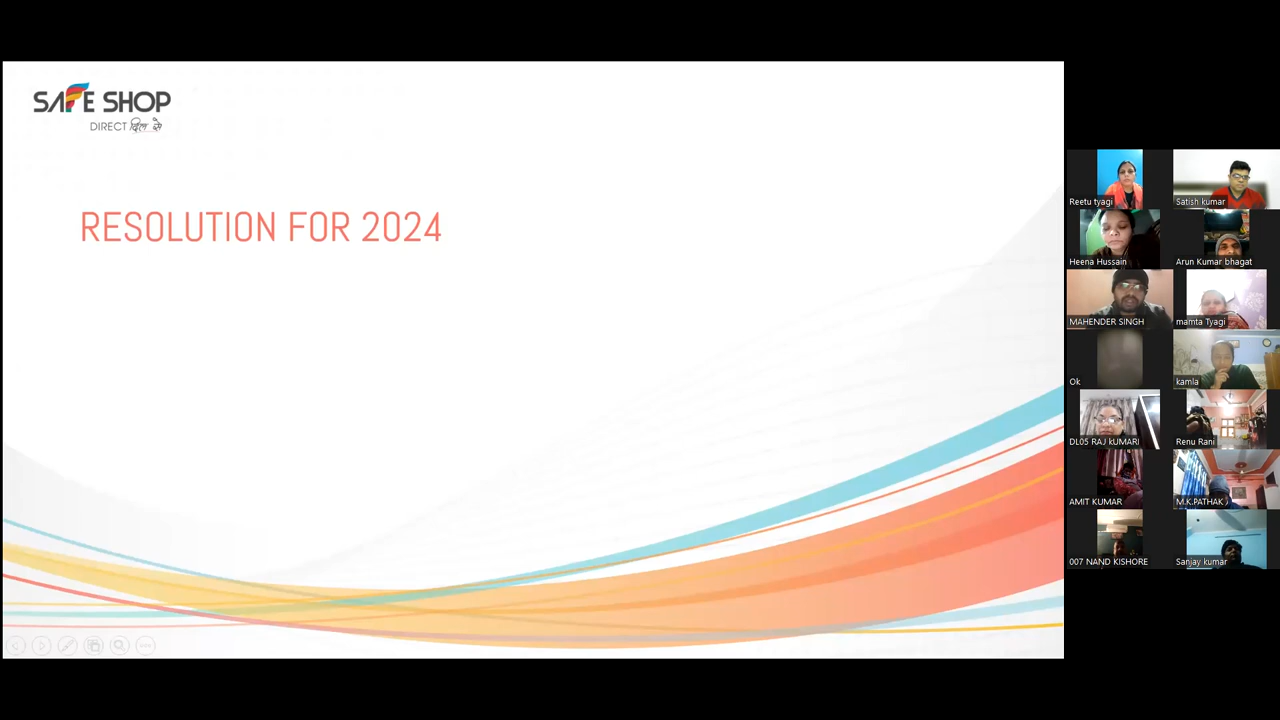 SAFE SHOP
DIRECT दिल से
RESOLUTION FOR 2024
Reetu tyagi
Satish kumar
Heena Hussain
Arun Kumar bhagat
MAHENDER SINGH
mamta Tyagi
Ok
kamla
DL05 RAJ kUMARI
Renu Rani
AMIT KUMAR
M.K.PATHAK
007 NAND KISHORE
Sanjay kumar